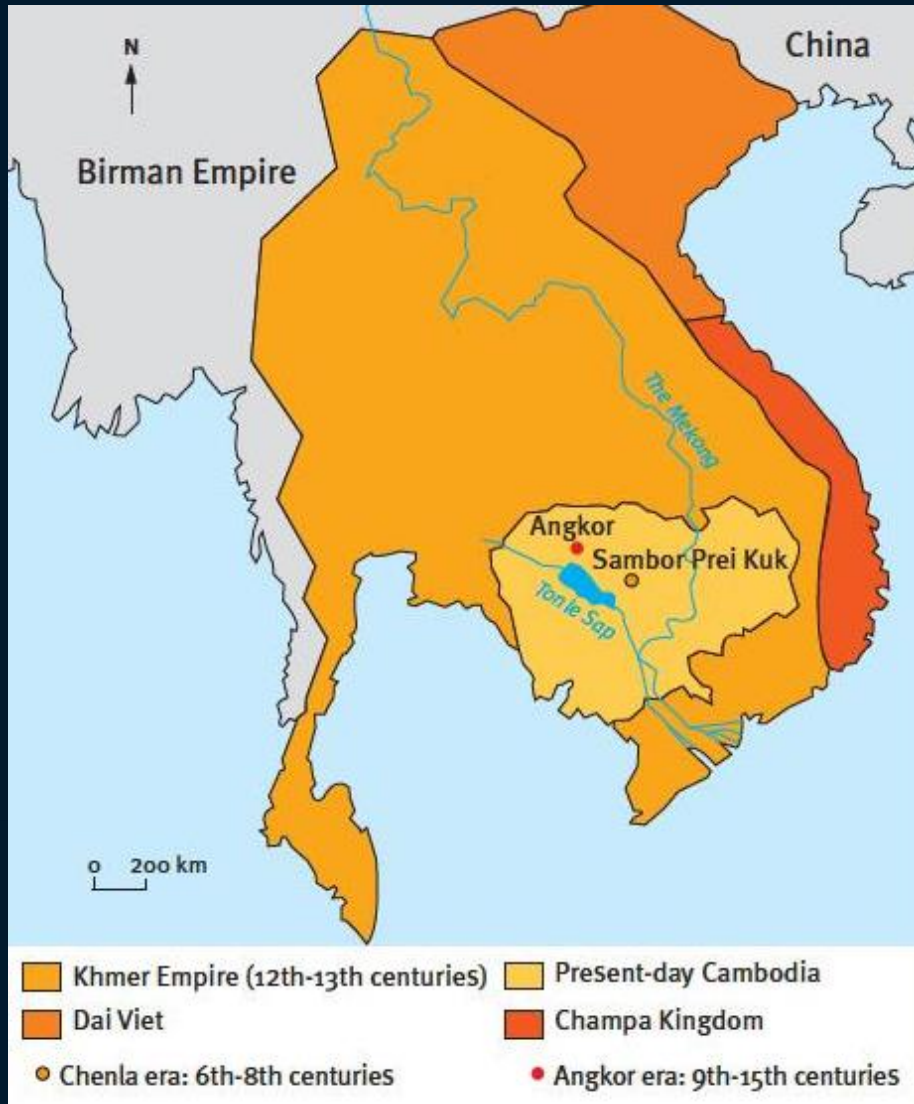 China
N
Birman Empire
The Mekong
Angkor
Sambor Prei Kuk
Tonle Sap
0 200 km
Khmer Empire (12th-13th centuries)
Present-day Cambodia
Dai Viet
Champa Kingdom
Chenla era: 6th-8th centuries
Angkor era: 9th-15th centuries